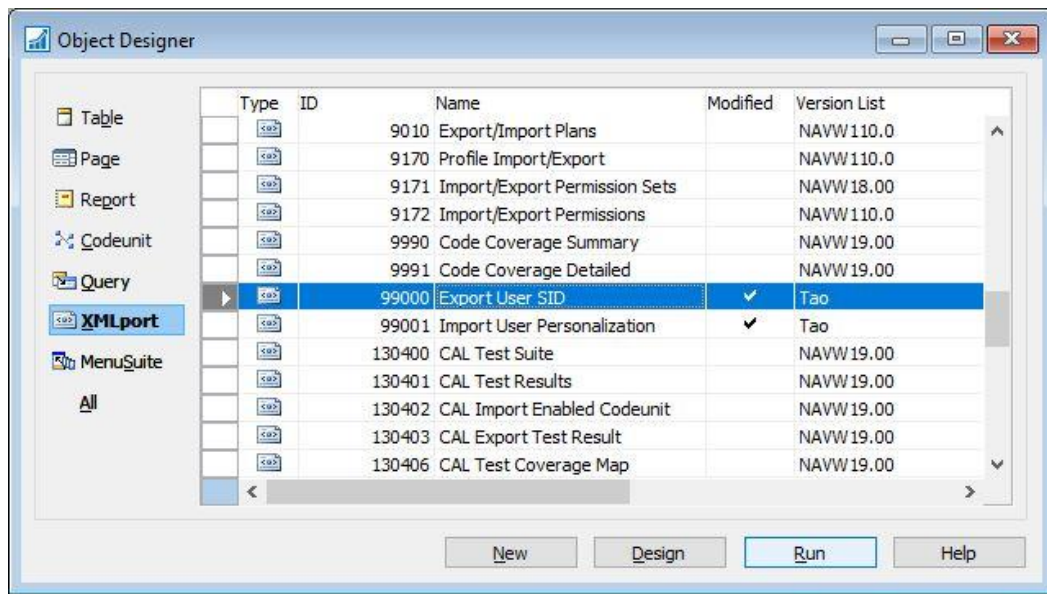 Object Designer
Table
Page
Report
Codeunit
Query
XMLport
MenuSuite
All
Type ID Name Modified Version List
9010 Export/Import Plans NAVW110.0
9170 Profile Import/Export NAVW110.0
9171 Import/Export Permission Sets NAVW18.00
9172 Import/Export Permissions NAVW110.0
9990 Code Coverage Summary NAVW19.00
9991 Code Coverage Detailed NAVW19.00
99000 Export User SID Tao
99001 Import User Personalization Tao
130400 CAL Test Suite NAVW19.00
130401 CAL Test Results NAVW19.00
130402 CAL Import Enabled Codeunit NAVW19.00
130403 CAL Export Test Result NAVW19.00
130406 CAL Test Coverage Map NAVW19.00
New Design Run Help